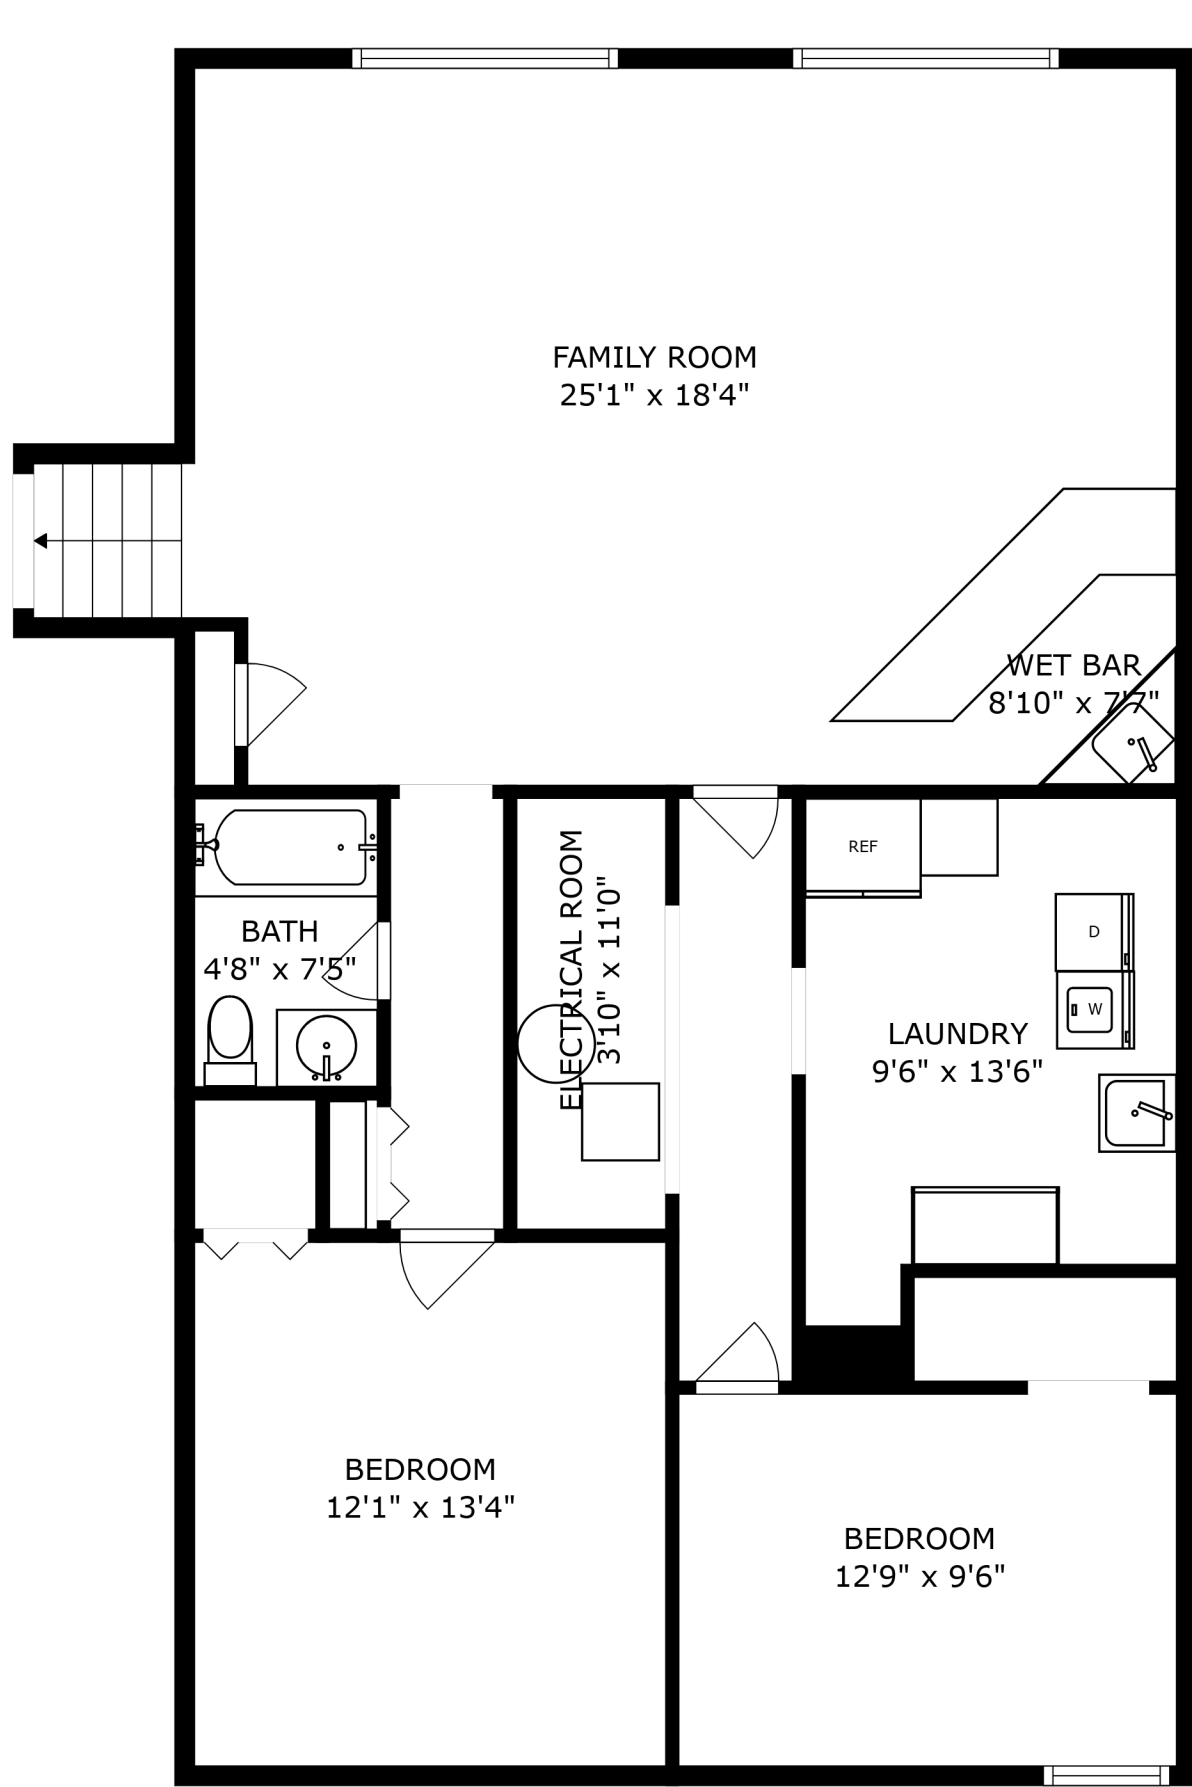 FAMILY ROOM
25'1" x 18'4"
WET BAR
8'10" x 7'7"
REF
ELECTRICAL ROOM
3'10" x 11'0"
BATH
4'8" x 7'5"
D
W
LAUNDRY
9'6" x 13'6"
BEDROOM
12'1" x 13'4"
BEDROOM
12'9" x 9'6"